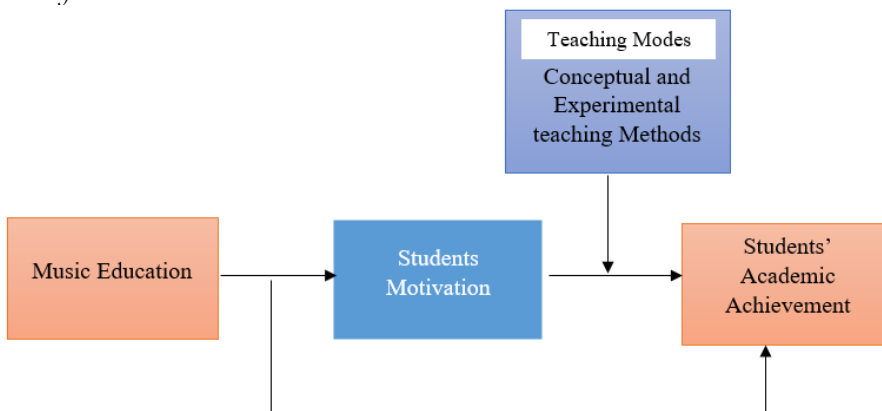 Teaching Modes
Conceptual and
Experimental
teaching Methods
Music Education
Students
Motivation
Students’
Academic
Achievement